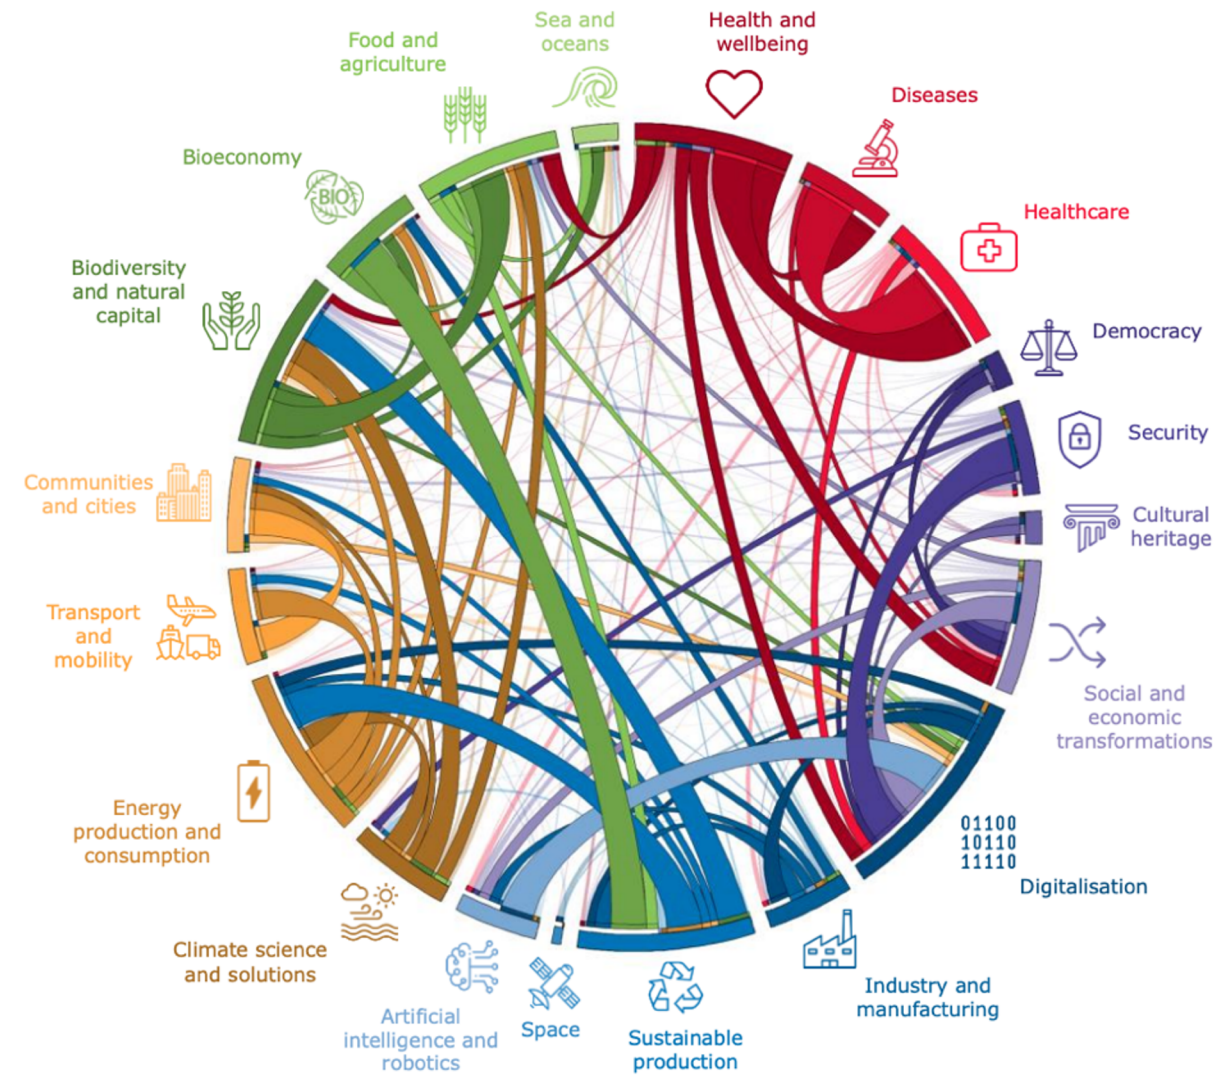 Sea and
oceans
Health and
wellbeing
Food and
agriculture
Diseases
Bioeconomy
BIO
Healthcare
Biodiversity
and natural
capital
Democracy
Security
Communities
and cities
Cultural
heritage
Transport
and
mobility
Social and
economic
transformations
Energy
production and
consumption
01100
10110
11110
Digitalisation
Climate science
and solutions
Industry and
manufacturing
Artificial
intelligence and
robotics
Space
Sustainable
production